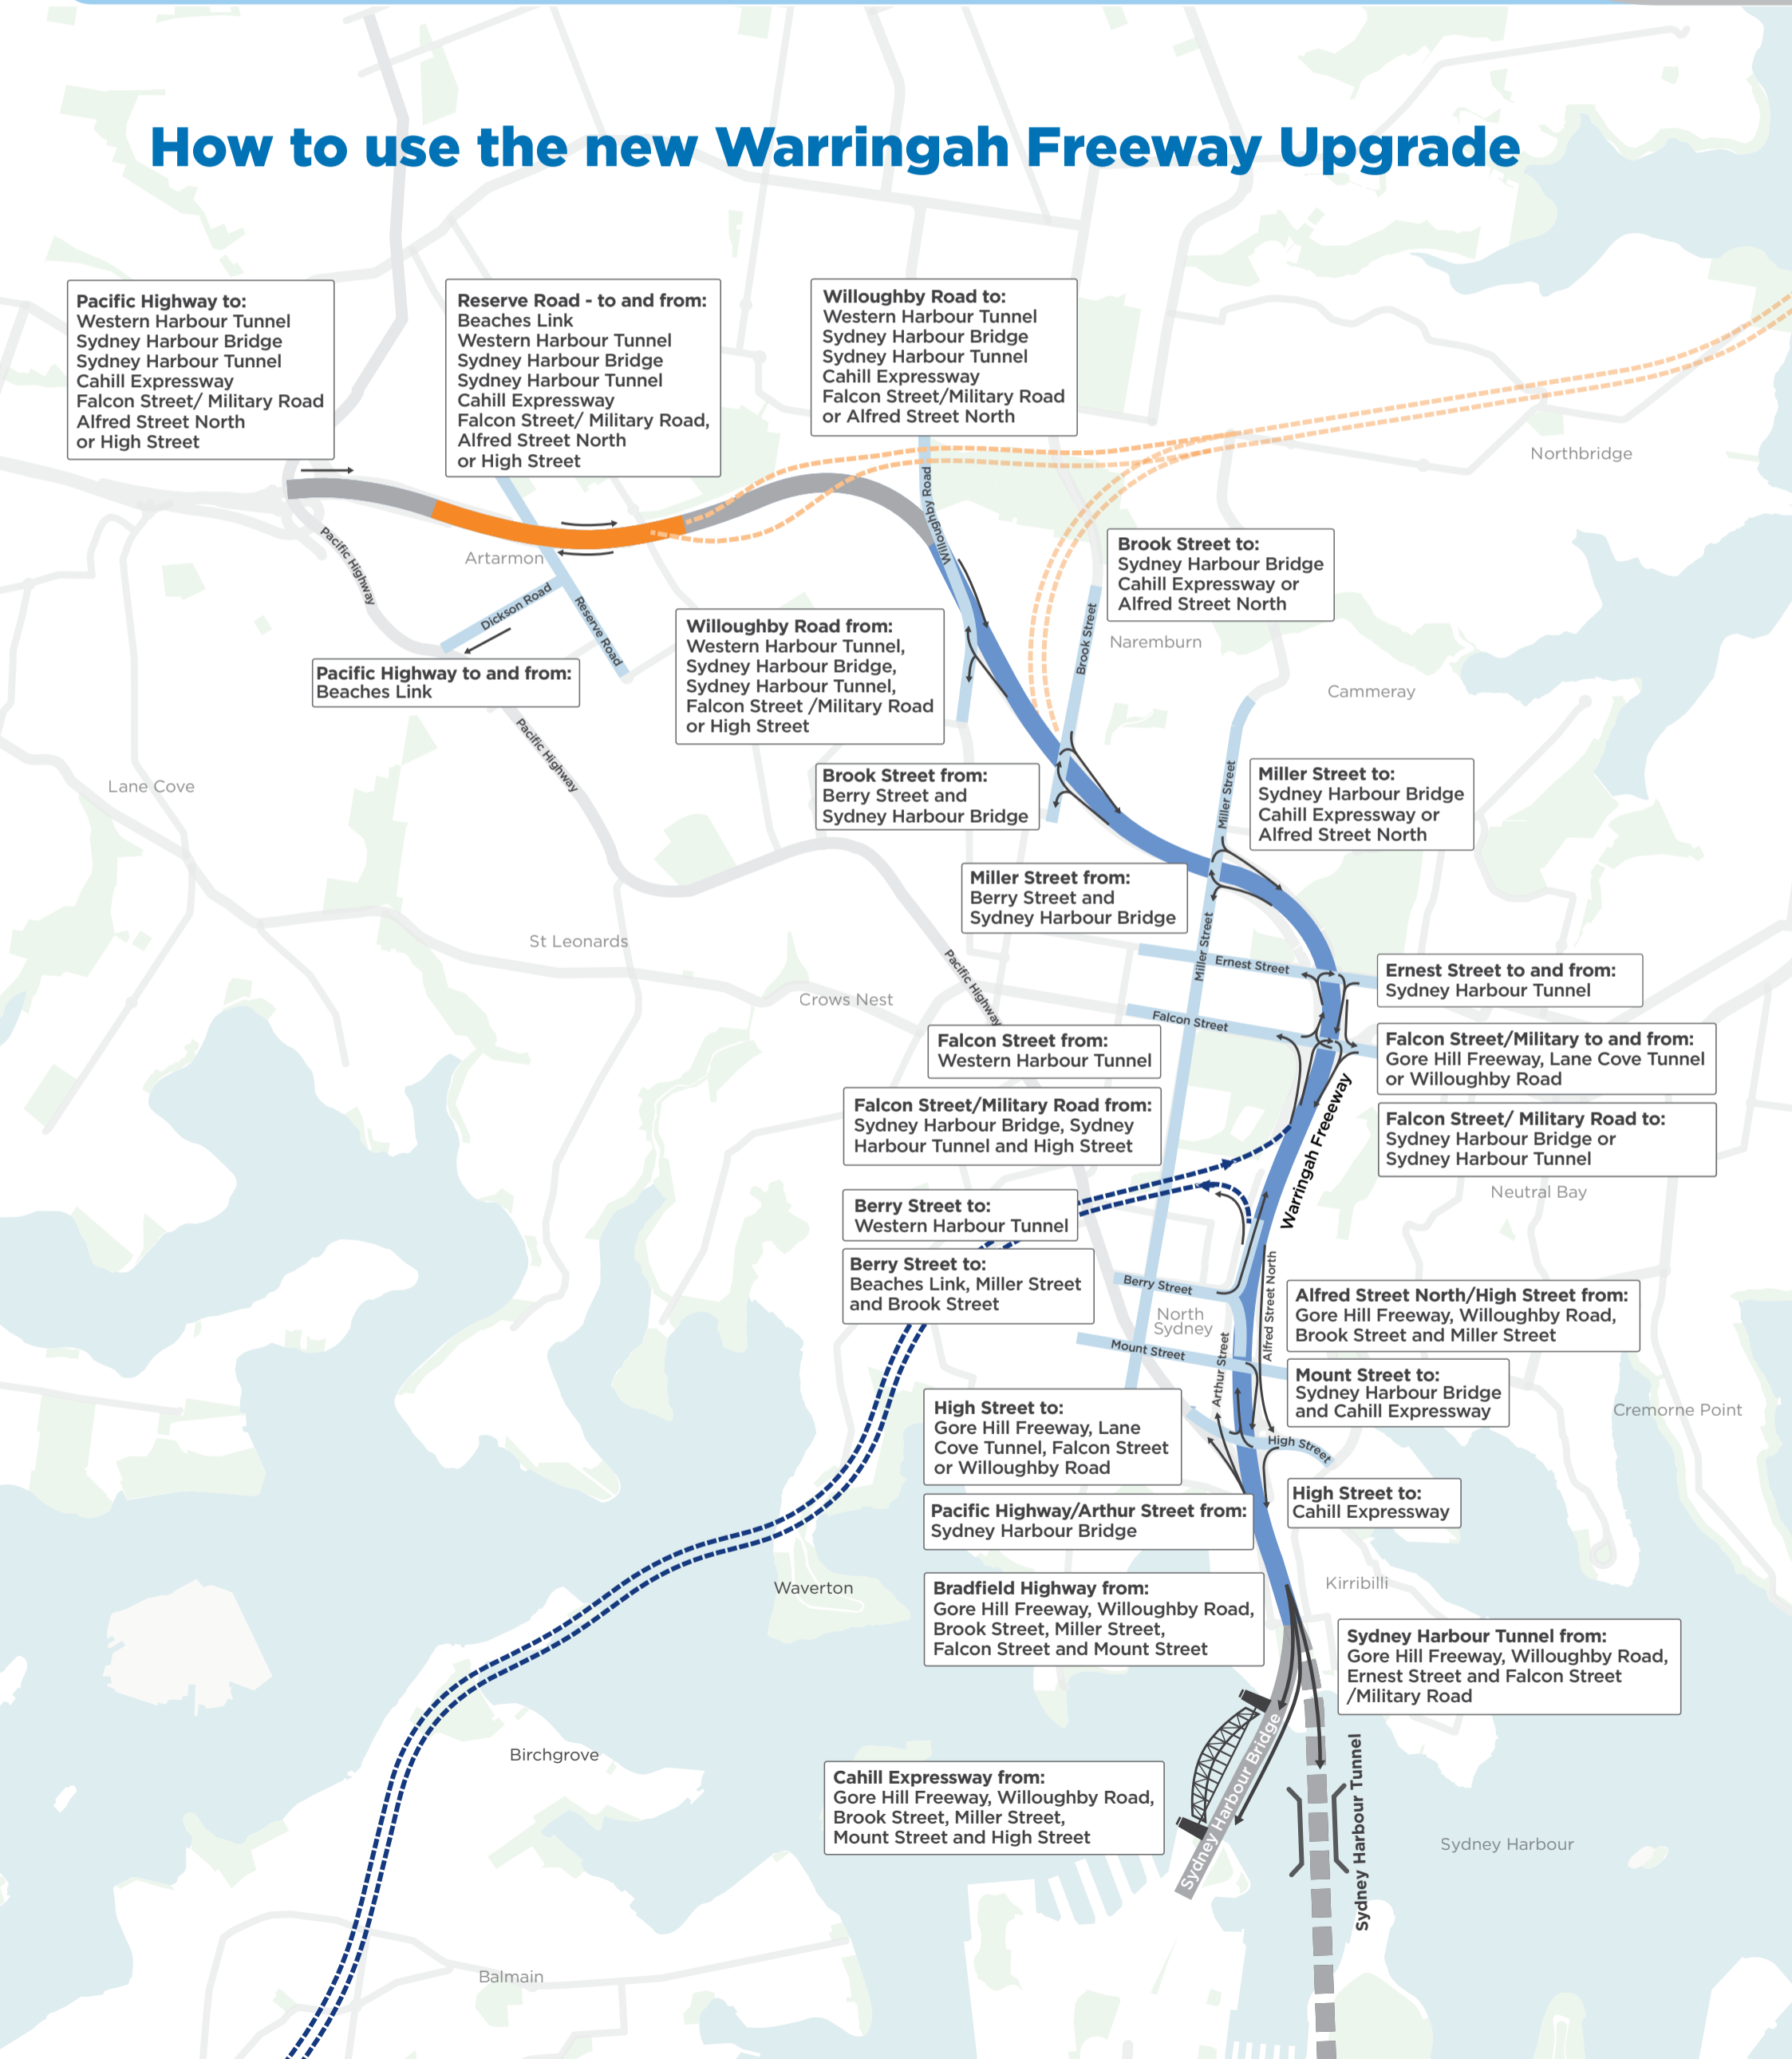 How to use the new Warringah Freeway Upgrade
Pacific Highway to:
Western Harbour Tunnel
Sydney Harbour Bridge
Sydney Harbour Tunnel
Cahill Expressway
Falcon Street/ Military Road
Alfred Street North
or High Street
Reserve Road - to and from:
Beaches Link
Western Harbour Tunnel
Sydney Harbour Bridge
Sydney Harbour Tunnel
Cahill Expressway
Falcon Street/ Military Road,
Alfred Street North
or High Street
Willoughby Road to:
Western Harbour Tunnel
Sydney Harbour Bridge
Sydney Harbour Tunnel
Cahill Expressway
Falcon Street/Military Road
or Alfred Street North
Northbridge
Willoughby Road
Pacific Highway
Artarmon
Dickson Road
Reserve Road
Brook Street to:
Sydney Harbour Bridge
Cahill Expressway or
Alfred Street North
Brook Street
Naremburn
Cammeray
Willoughby Road from:
Western Harbour Tunnel,
Sydney Harbour Bridge,
Sydney Harbour Tunnel,
Falcon Street /Military Road
or High Street
Pacific Highway to and from:
Beaches Link
Pacific Highway
Lane Cove
Brook Street from:
Berry Street and
Sydney Harbour Bridge
Miller Street
Miller Street to:
Sydney Harbour Bridge
Cahill Expressway or
Alfred Street North
Miller Street from:
Berry Street and
Sydney Harbour Bridge
Miller Street
St Leonards
Pacific Highway
Crows Nest
Ernest Street
Ernest Street to and from:
Sydney Harbour Tunnel
Falcon Street
Falcon Street from:
Western Harbour Tunnel
Falcon Street/Military to and from:
Gore Hill Freeway, Lane Cove Tunnel
or Willoughby Road
Falcon Street/Military Road from:
Sydney Harbour Bridge, Sydney
Harbour Tunnel and High Street
Falcon Street/ Military Road to:
Sydney Harbour Bridge or
Sydney Harbour Tunnel
Warringah Freeeway
Neutral Bay
Berry Street to:
Western Harbour Tunnel
Berry Street to:
Beaches Link, Miller Street
and Brook Street
Berry Street
North
Sydney
Mount Street
Arthur Street
Alfred Street North
Alfred Street North/High Street from:
Gore Hill Freeway, Willoughby Road,
Brook Street and Miller Street
Mount Street to:
Sydney Harbour Bridge
and Cahill Expressway
Cremorne Point
High Street to:
Gore Hill Freeway, Lane
Cove Tunnel, Falcon Street
or Willoughby Road
High Street
High Street to:
Cahill Expressway
Pacific Highway/Arthur Street from:
Sydney Harbour Bridge
Waverton
Kirribilli
Bradfield Highway from:
Gore Hill Freeway, Willoughby Road,
Brook Street, Miller Street,
Falcon Street and Mount Street
Sydney Harbour Tunnel from:
Gore Hill Freeway, Willoughby Road,
Ernest Street and Falcon Street
/Military Road
Birchgrove
Sydney Harbour Bridge
Sydney Harbour Tunnel
Cahill Expressway from:
Gore Hill Freeway, Willoughby Road,
Brook Street, Miller Street,
Mount Street and High Street
Sydney Harbour
Balmain